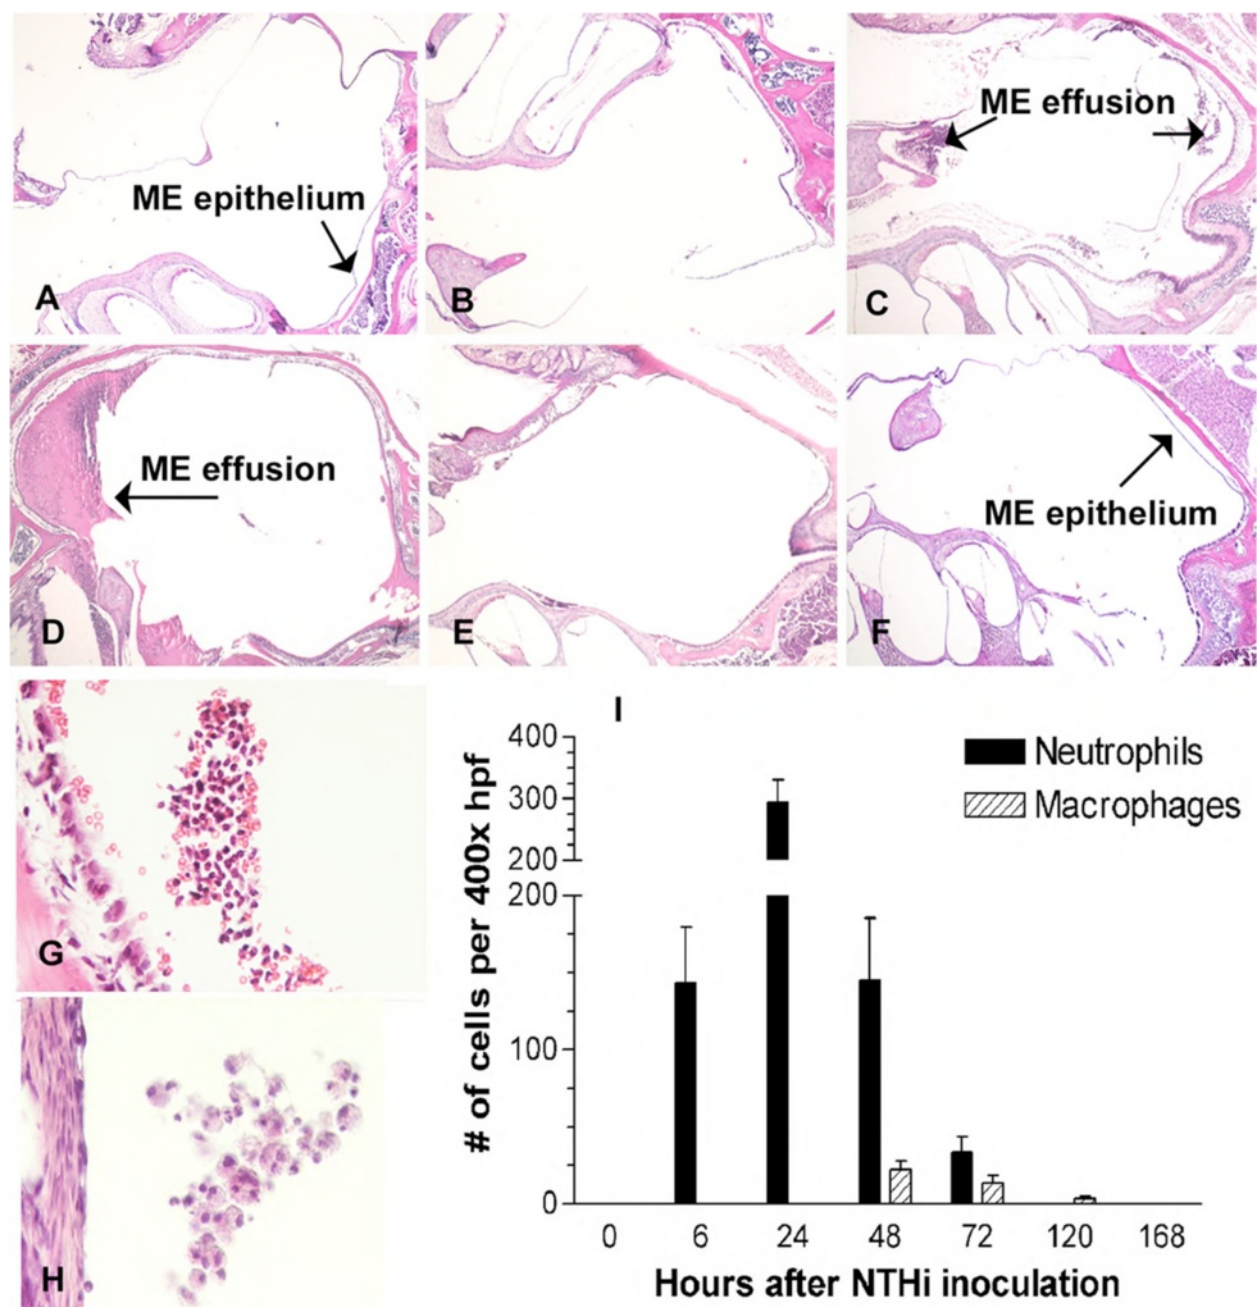 ME epithelium
A
B
ME effusion
C
ME effusion
D
E
ME epithelium
F
G
H
I
# of cells per 400x hpf
400
300
200
200
100
0
Neutrophils
Macrophages
0 6 24 48 72 120 168
Hours after NTHi inoculation